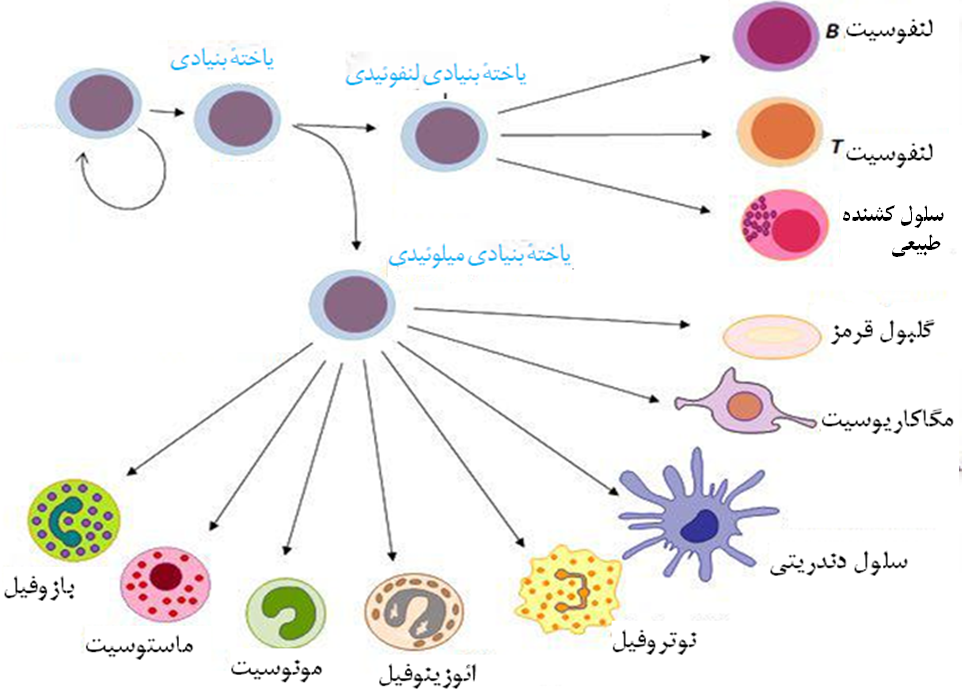 لنفوسیت B
یاختهٔ بنیادی
یاختهٔ بنیادی لنفوئیدی
لنفوسیت T
سلول کشنده
طبیعی
یاختهٔ بنیادی میلوئیدی
گلبول قرمز
مگاکاریوسیت
سلول دندریتی
نوتروفیل
ائوزینوفیل
مونوسیت
ماستوسیت
بازوفیل